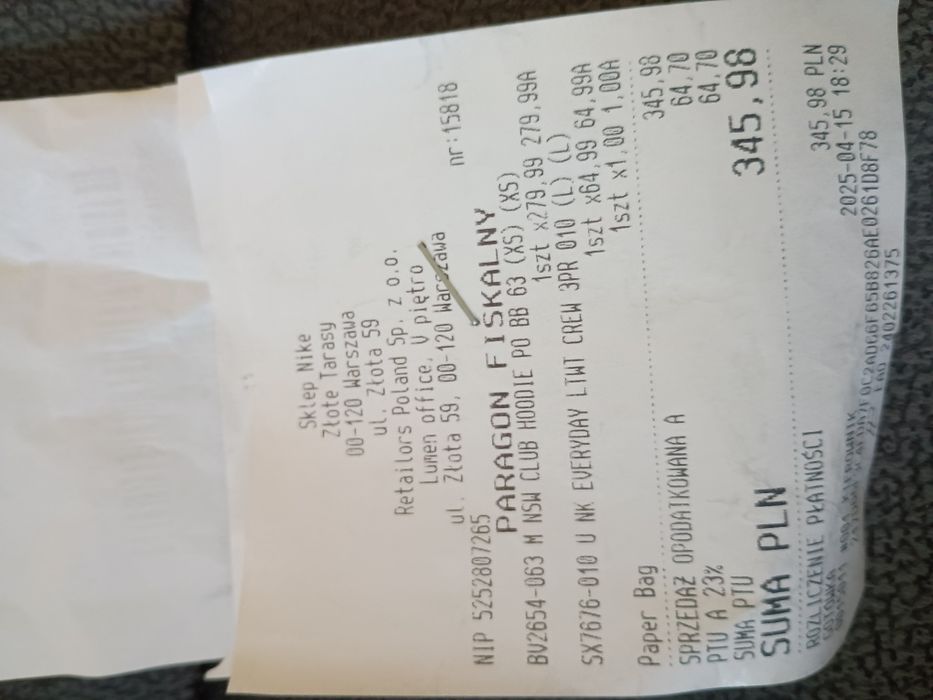 Sklep Nike
Złote Tarasy
00-120 Warszawa
ul. Złota 59
Retailors Poland Sp. z o.o.
Lumen office, V piętro
ul. Złota 59, 00-120 Warszawa
NIP 5252807265 nr:15818
PARAGON FISKALNY
BV2654-063 M NSW CLUB HOODIE PO BB 63 (XS) (XS)
1szt x279,99 279,99A
SX7676-010 U NK EVERYDAY LTWT CREW 3PR 010 (L) (L)
1szt x64,99 64,99A
Paper Bag 1szt x1,00 1,00A
SPRZEDAŻ OPODATKOWANA A 345,98
PTU A 23% 64,70
SUMA PTU 64,70
SUMA PLN 345,98
ROZLICZENIE PŁATNOŚCI
GOTÓWKA 345,98 PLN
2025-04-15 18:29
2402261375